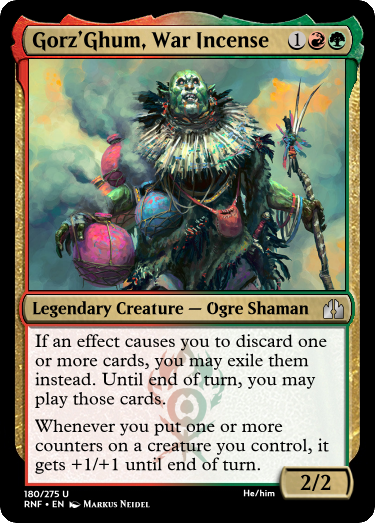 Gorz'Ghum, War Incense 1
Legendary Creature — Ogre Shaman
If an effect causes you to discard one
or more cards, you may exile them
instead. Until end of turn, you may
play those cards.
Whenever you put one or more
counters on a creature you control, it
gets +1/+1 until end of turn.
2/2
180/275 U
He/him
RNF • EN Markus Neidel